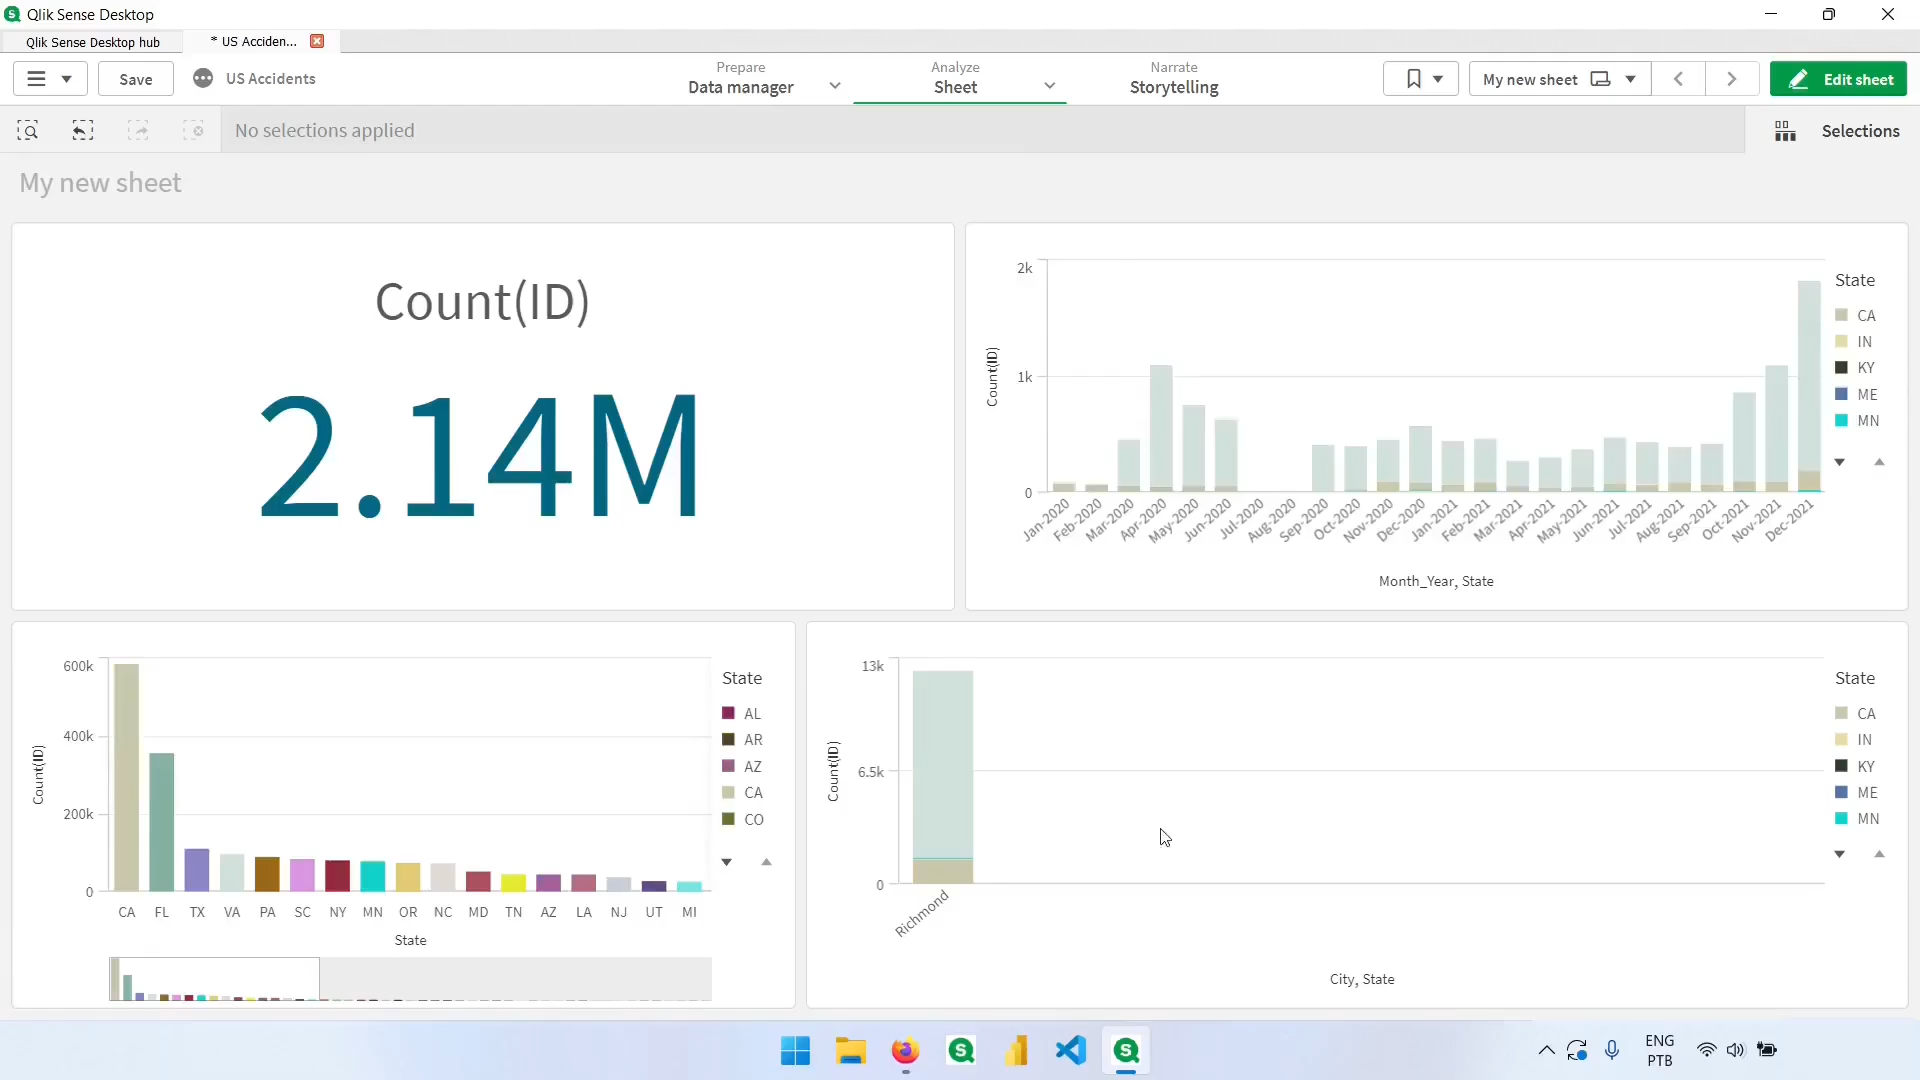 Qlik Sense Desktop
Qlik Sense Desktop hub
* US Acciden...
Save
US Accidents
Prepare
Data manager
Analyze
Sheet
Narrate
Storytelling
My new sheet
Edit sheet
No selections applied
Selections
My new sheet
Count(ID)
2.14M
2k
1k
0
Count(ID)
Jan-2020
Feb-2020
Mar-2020
Apr-2020
May-2020
Jun-2020
Jul-2020
Aug-2020
Sep-2020
Oct-2020
Nov-2020
Dec-2020
Jan-2021
Feb-2021
Mar-2021
Apr-2021
May-2021
Jun-2021
Jul-2021
Aug-2021
Sep-2021
Oct-2021
Nov-2021
Dec-2021
Month_Year, State
State
CA
IN
KY
ME
MN
600k
400k
200k
0
Count(ID)
CA FL TX VA PA SC NY MN OR NC MD TN AZ LA NJ UT MI
State
State
AL
AR
AZ
CA
CO
13k
6.5k
0
Count(ID)
Richmond
City, State
State
CA
IN
KY
ME
MN
ENG
PTB